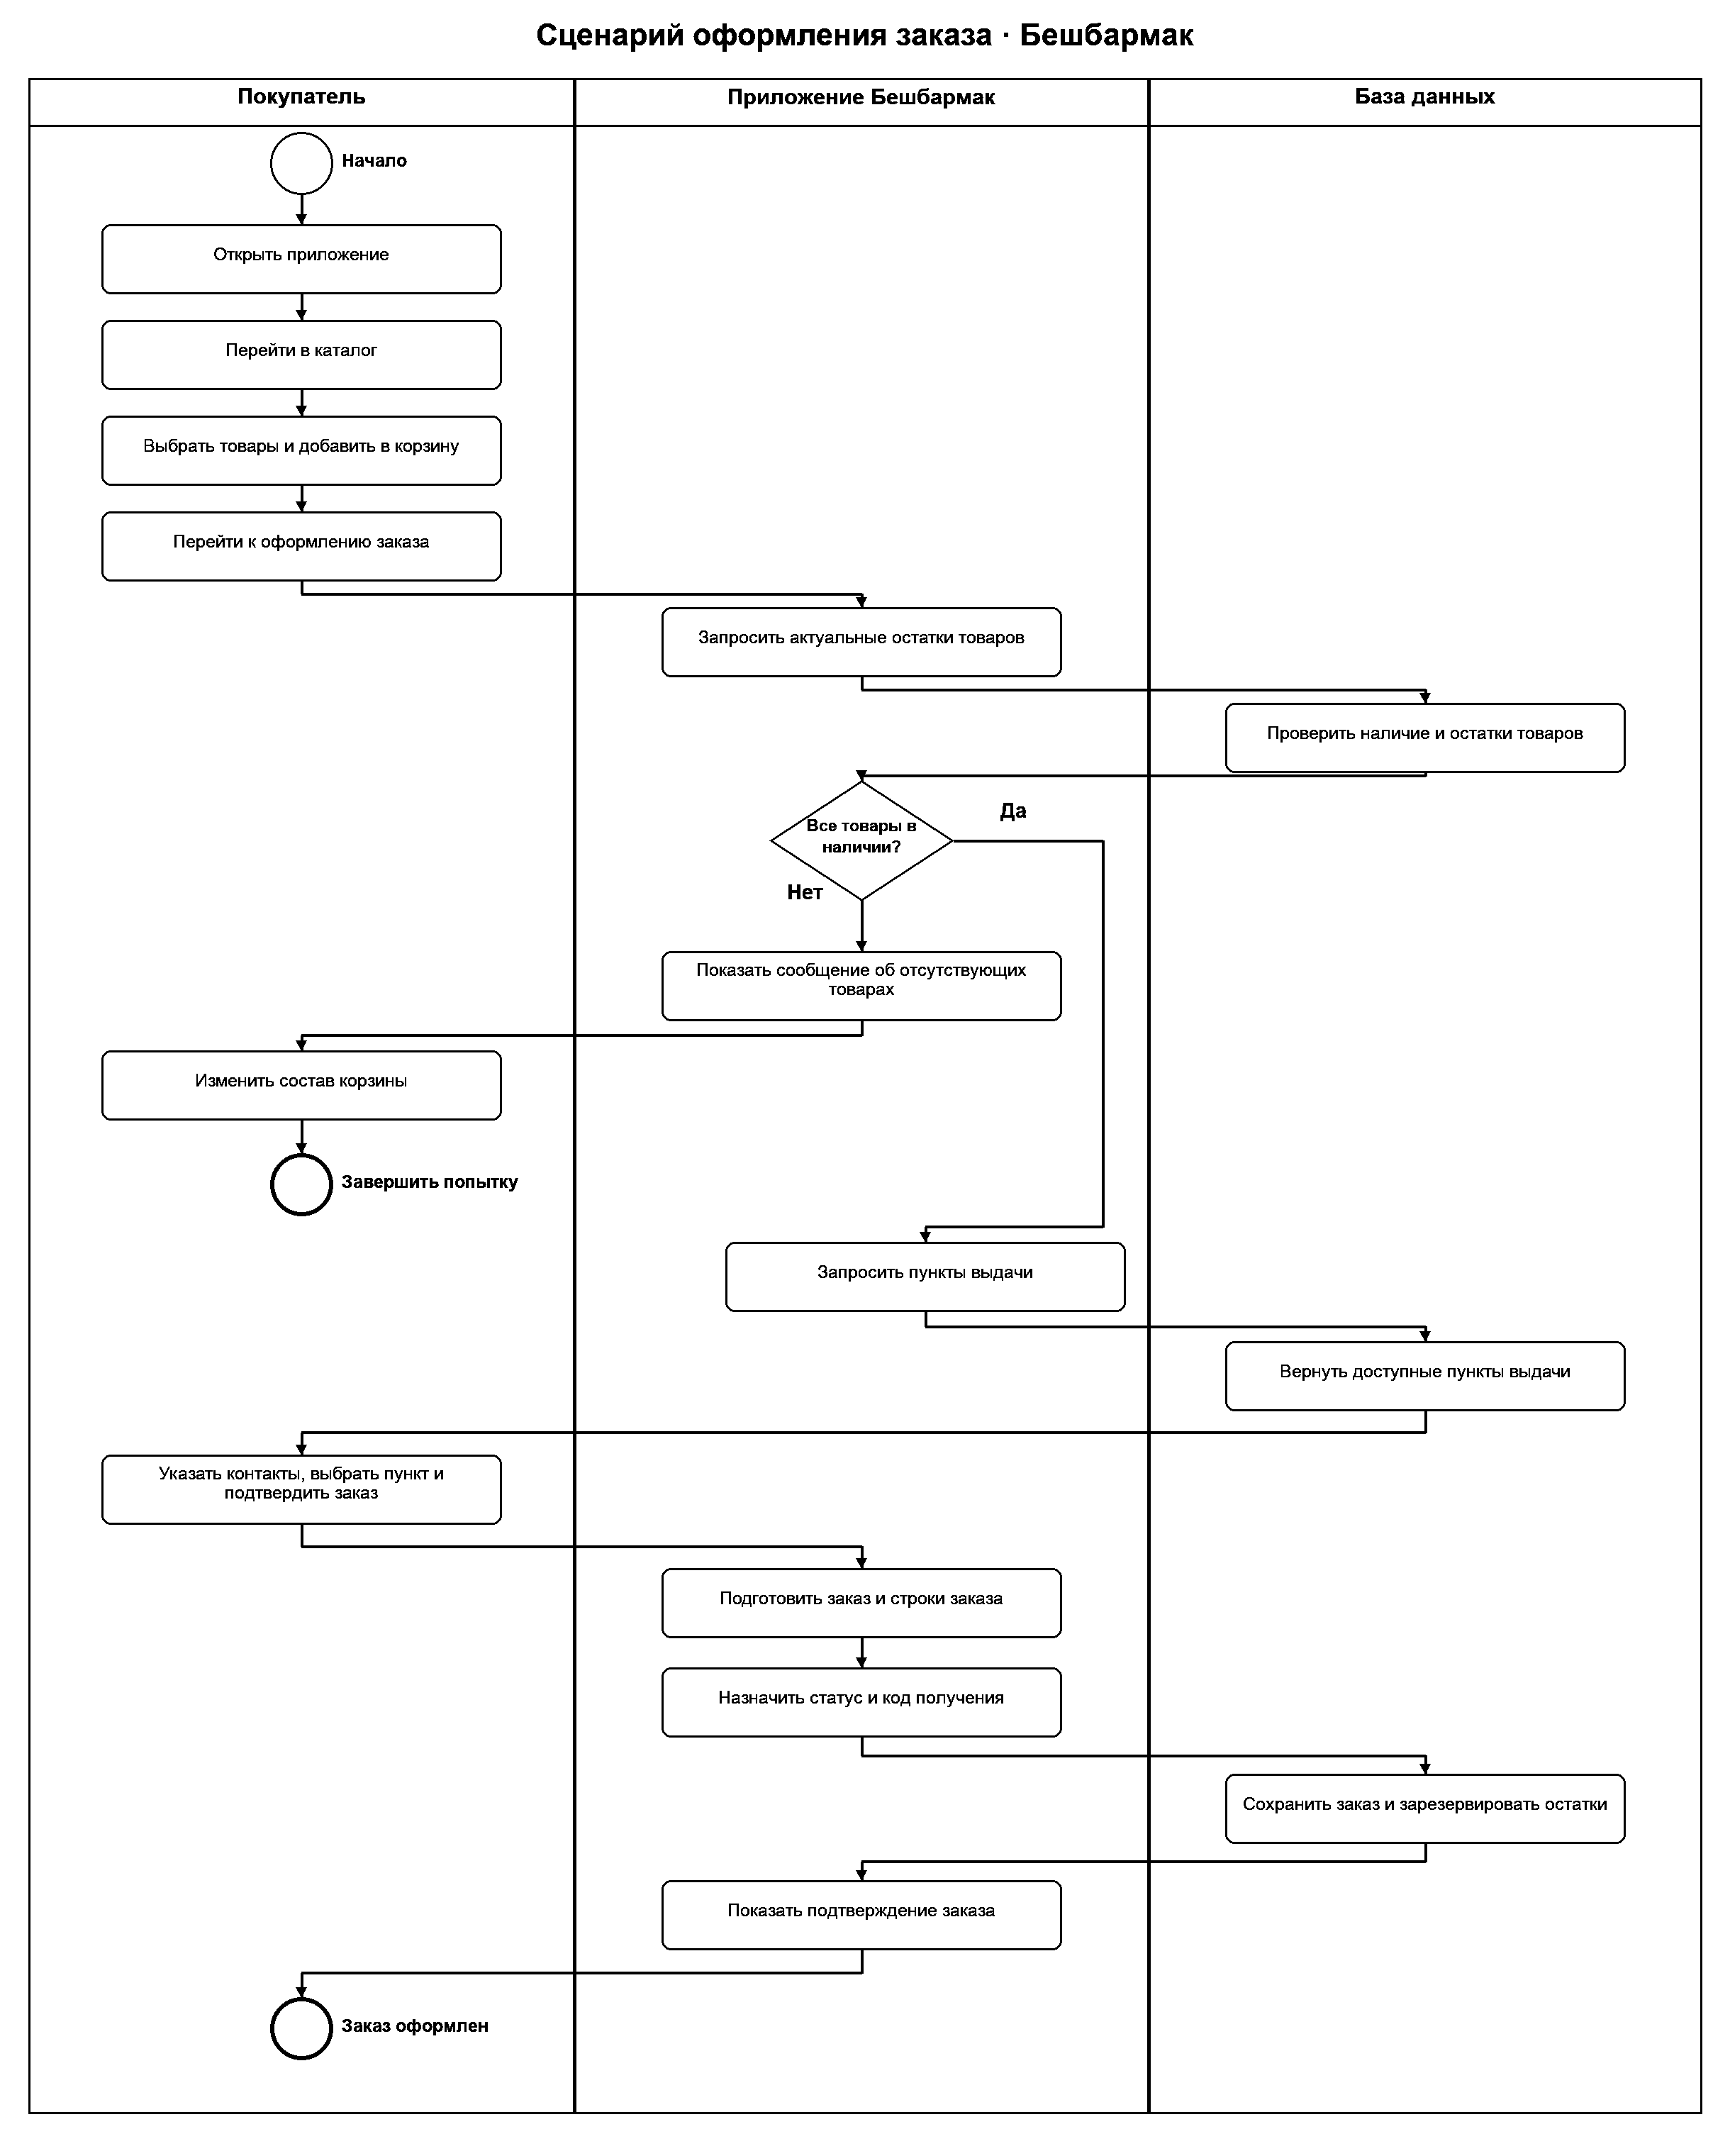 Сценарий оформления заказа · Бешбармак
Покупатель
Приложение Бешбармак
База данных
Начало
Открыть приложение
Перейти в каталог
Выбрать товары и добавить в корзину
Перейти к оформлению заказа
Запросить актуальные остатки товаров
Проверить наличие и остатки товаров
Да
Все товары в
наличии?
Нет
Показать сообщение об отсутствующих
товарах
Изменить состав корзины
Завершить попытку
Запросить пункты выдачи
Вернуть доступные пункты выдачи
Указать контакты, выбрать пункт и
подтвердить заказ
Подготовить заказ и строки заказа
Назначить статус и код получения
Сохранить заказ и зарезервировать остатки
Показать подтверждение заказа
Заказ оформлен